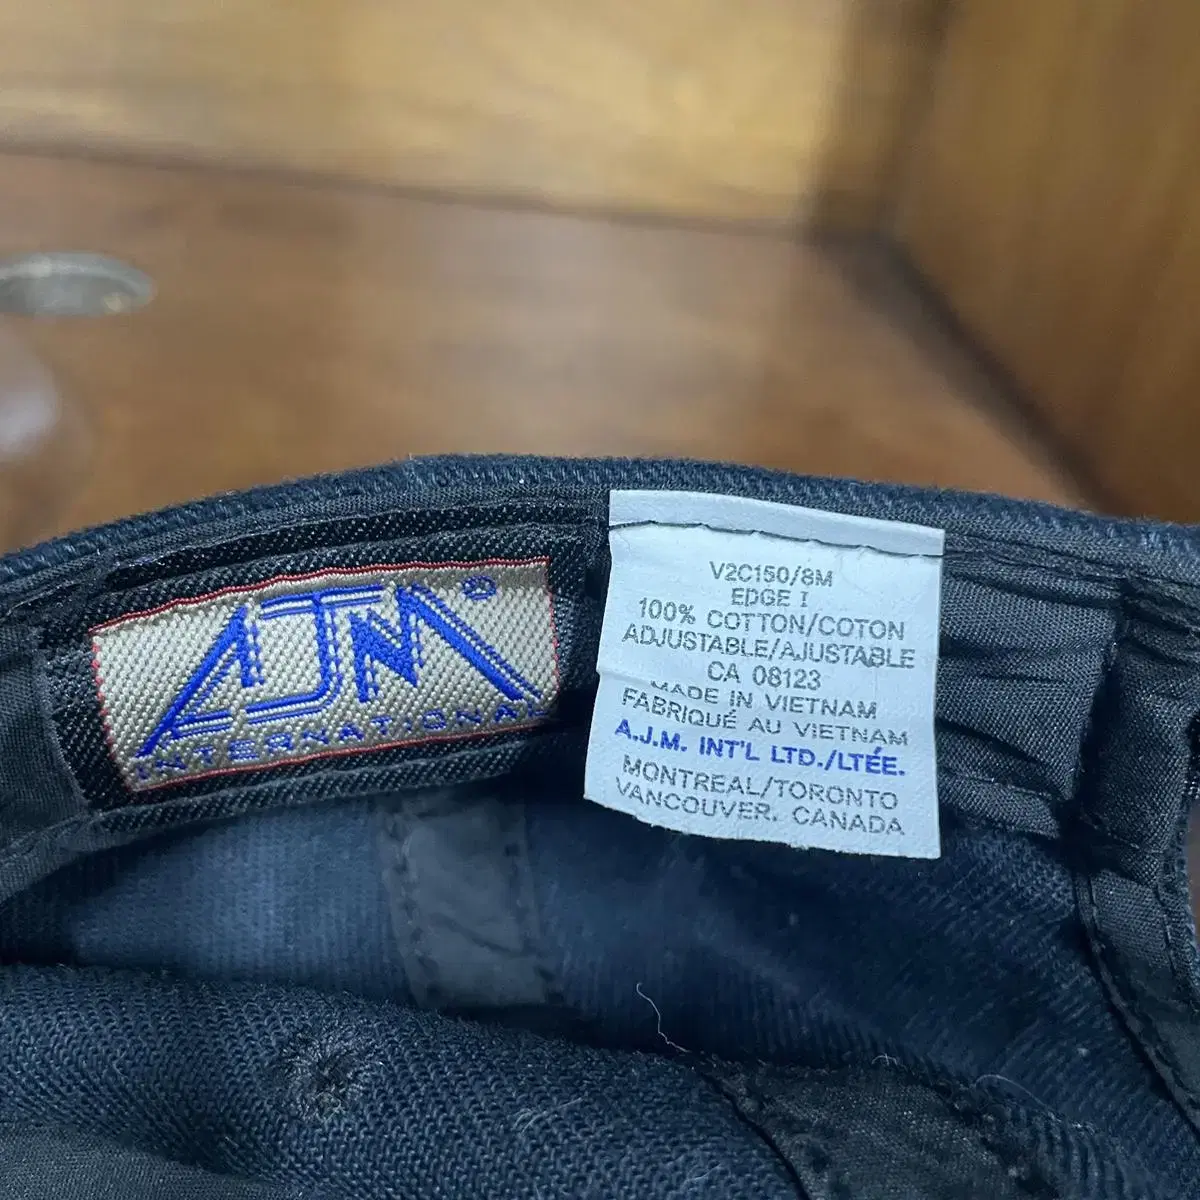 AJM®
INTERNATIONAL
V2C150/8M
EDGE I
100% COTTON/COTON
ADJUSTABLE/AJUSTABLE
CA 08123
MADE IN VIETNAM
FABRIQUÉ AU VIETNAM
A.J.M. INT'L LTD./LTÉE.
MONTREAL/TORONTO
VANCOUVER, CANADA